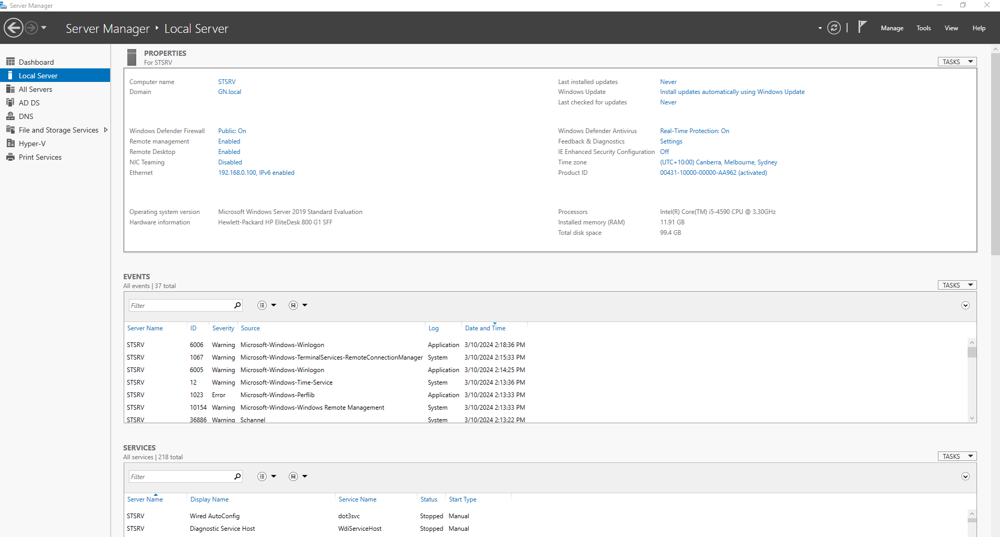 Server Manager
Server Manager ‣ Local Server
Manage Tools View Help
Dashboard
Local Server
All Servers
AD DS
DNS
File and Storage Services
Hyper-V
Print Services
PROPERTIES
For STSRV
TASKS
Computer name STSRV
Domain GN.local
Last installed updates Never
Windows Update Install updates automatically using Windows Update
Last checked for updates Never
Windows Defender Firewall Public: On
Remote management Enabled
Remote Desktop Enabled
NIC Teaming Disabled
Ethernet 192.168.0.100, IPv6 enabled
Windows Defender Antivirus Real-Time Protection: On
Feedback & Diagnostics Settings
IE Enhanced Security Configuration Off
Time zone (UTC+10:00) Canberra, Melbourne, Sydney
Product ID 00431-10000-00000-AA962 (activated)
Operating system version Microsoft Windows Server 2019 Standard Evaluation
Hardware information Hewlett-Packard HP EliteDesk 800 G1 SFF
Processors Intel(R) Core(TM) i5-4590 CPU @ 3.30GHz
Installed memory (RAM) 11.91 GB
Total disk space 99.4 GB
EVENTS
All events | 37 total
TASKS
Filter
Server Name ID Severity Source Log Date and Time
STSRV 6006 Warning Microsoft-Windows-Winlogon Application 3/10/2024 2:18:36 PM
STSRV 1067 Warning Microsoft-Windows-TerminalServices-RemoteConnectionManager System 3/10/2024 2:15:33 PM
STSRV 6005 Warning Microsoft-Windows-Winlogon Application 3/10/2024 2:14:25 PM
STSRV 12 Warning Microsoft-Windows-Time-Service System 3/10/2024 2:13:36 PM
STSRV 1023 Error Microsoft-Windows-Perflib Application 3/10/2024 2:13:33 PM
STSRV 10154 Warning Microsoft-Windows-Windows Remote Management System 3/10/2024 2:13:33 PM
STSRV 36886 Warning Schannel System 3/10/2024 2:13:22 PM
SERVICES
All services | 218 total
TASKS
Filter
Server Name Display Name Service Name Status Start Type
STSRV Wired AutoConfig dot3svc Stopped Manual
STSRV Diagnostic Service Host WdiServiceHost Stopped Manual